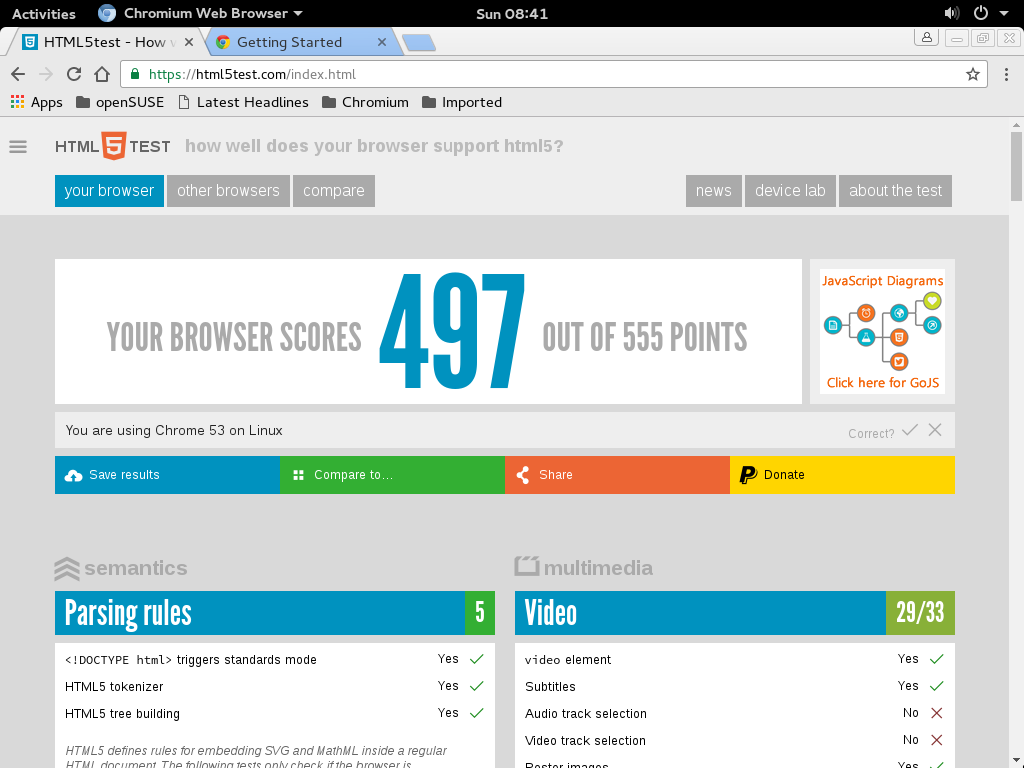 Activities Chromium Web Browser Sun 08:41
HTML5test - How Getting Started
https://html5test.com/index.html
Apps openSUSE Latest Headlines Chromium Imported
HTML 5 TEST how well does your browser support html5?
your browser other browsers compare news device lab about the test
YOUR BROWSER SCORES 497 OUT OF 555 POINTS
JavaScript Diagrams
Click here for GoJS
You are using Chrome 53 on Linux Correct?
Save results Compare to... Share Donate
semantics
Parsing rules 5
<!DOCTYPE html> triggers standards mode Yes
HTML5 tokenizer Yes
HTML5 tree building Yes
HTML5 defines rules for embedding SVG and MathML inside a regular
HTML document. The following tests only check if the browser is
multimedia
Video 29/33
video element Yes
Subtitles Yes
Audio track selection No
Video track selection No
Poster images Yes